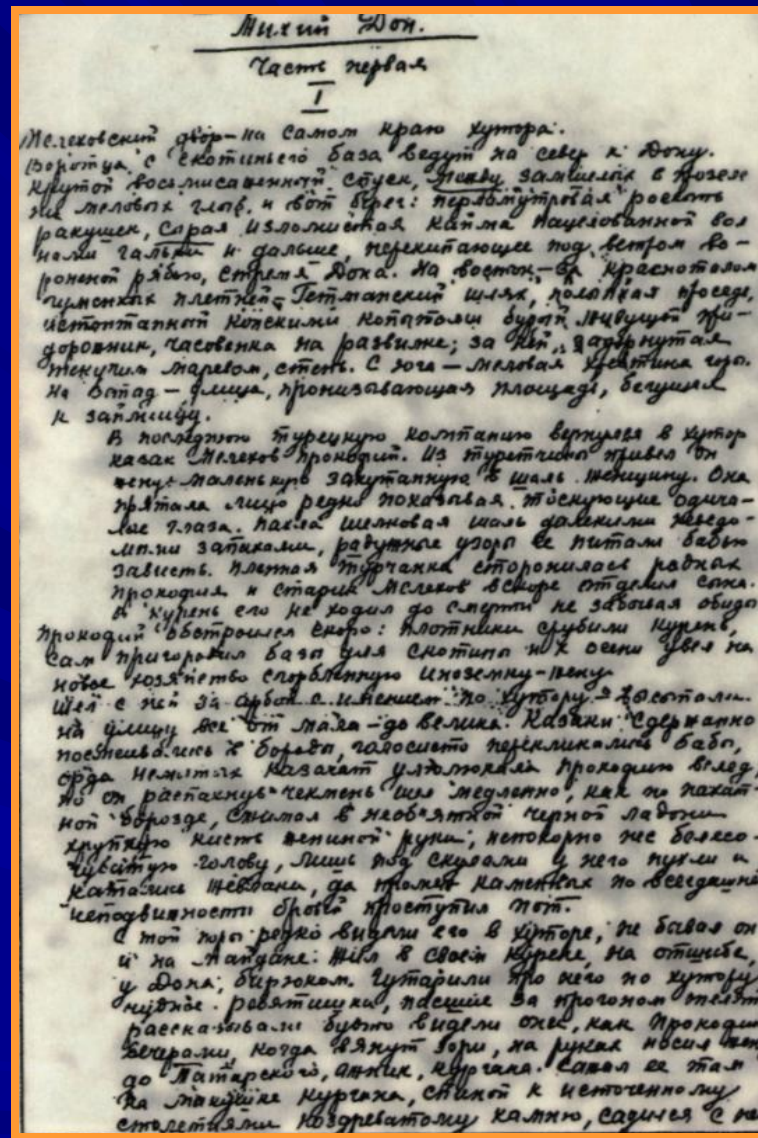 Тихий Дон.
Часть первая
I
Мелеховский двор – на самом краю хутора.
Воротца с скотиньего база ведут на север к Дону.
Крутой восьмисаженный спуск, между замшелых в прозелени меловых глыб, и вот берег: перламутровая россыпь
ракушек, серая изломистая кайма нацелованной вол
нами гальки и дальше, перекипающее под ветром во-
роненой рябью, стремя Дона. На восток – за красноталом
гуменных плетней – Гетманский шлях, полынная проседь,
истоптанный конскими копытами бурый живущой при-
дорожник, часовенка на развилке; за ней, задернутая
текучим маревом, степь. С юга – меловая хребтина горы.
На запад – улица, пронизывающая площадь, бегущая
к займищу.
В последнюю турецкую компанию вернулся в хутор
казак Мелехов Прокофий. Из туретчины привел он
жену маленькую закутанную в шаль женщину. Она
прятала лицо редко показывая тоскующие одича-
лые глаза. Пахла шелковая шаль далекими неведо-
мыми запахами, радужные узоры ее питали бабью
зависть. Пленная турчанка сторонилась родных
Прокофия и старик Мелехов вскоре отделил сына.
В курень его не ходил до смерти не забывая обиды
Прокофий обстроился скоро: плотники срубили курень,
сам пригородил базы для скотины и к осени увел на
новое хозяйство сгорбленную иноземку-жену.
Шел с ней за арбой с имением по хутору – высыпали
на улицу все от мала – до велика. Казаки сдержанно
посмеивались в бороды, голосисто перекликались бабы,
орда немытых казачат улюлюкала Прокофию вслед,
но он распахнув чекмень шел медленно, как по пахот-
ной борозде, сжимал в необъятной черной ладони
хрупкую кисть жениной руки, непокорно нес белесо-
чубатую голову, лишь под скулами у него пухли и
катались желваки, да промеж каменных по всегдашней
неподвижности бровей проступил пот.
С той поры редко видели его в хуторе, не бывал он
и на майдане. Жил в своем курене, на отшибе,
у Дона, бирюком. Гутарили про него по хутору
чудное. Ребятишки, пасшие за прогоном телят
рассказывали будто видели они, как Прокофий
вечерами, когда вянут зори, на руках носил жену
до Татарского, ажник, кургана. Сажал ее там
на макушке кургана, спиной к источенному
столетиями ноздреватому камню, садился с не